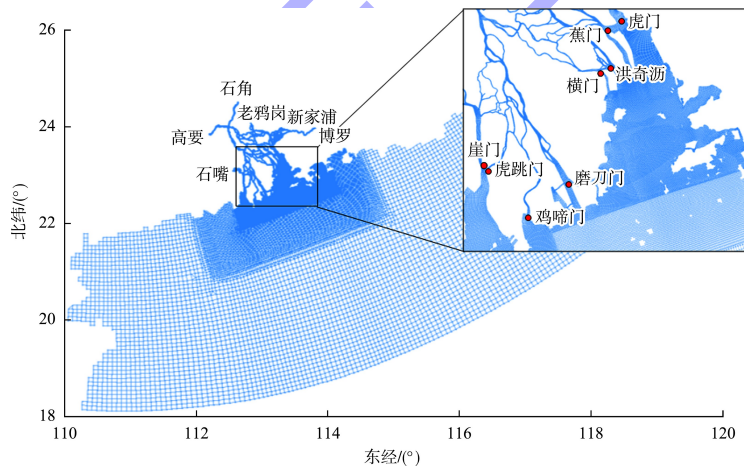 26
24
22
20
18
北纬/(°)
110
112
114
116
118
120
东经/(°)
石角
老鸦岗
新家浦
高要
博罗
石嘴
虎门
蕉门
洪奇沥
横门
崖门
虎跳门
磨刀门
鸡啼门